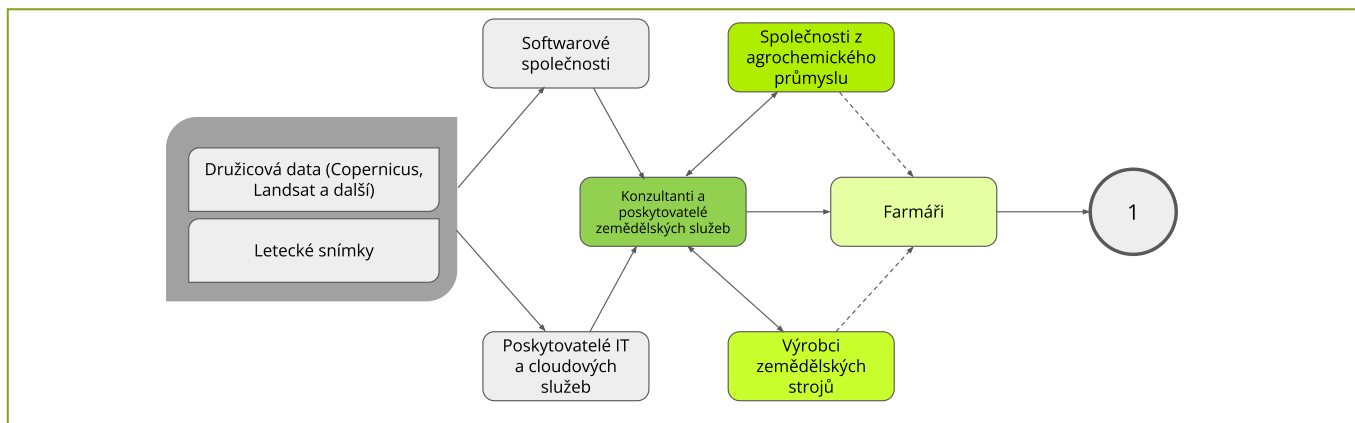 Softwarové
společnosti
Společnosti z
agrochemického
průmyslu
Družicová data (Copernicus,
Landsat a další)
Letecké snímky
Konzultanti a
poskytovatelé
zemědělských služeb
Farmáři
1
Poskytovatelé IT
a cloudových
služeb
Výrobci
zemědělských
strojů